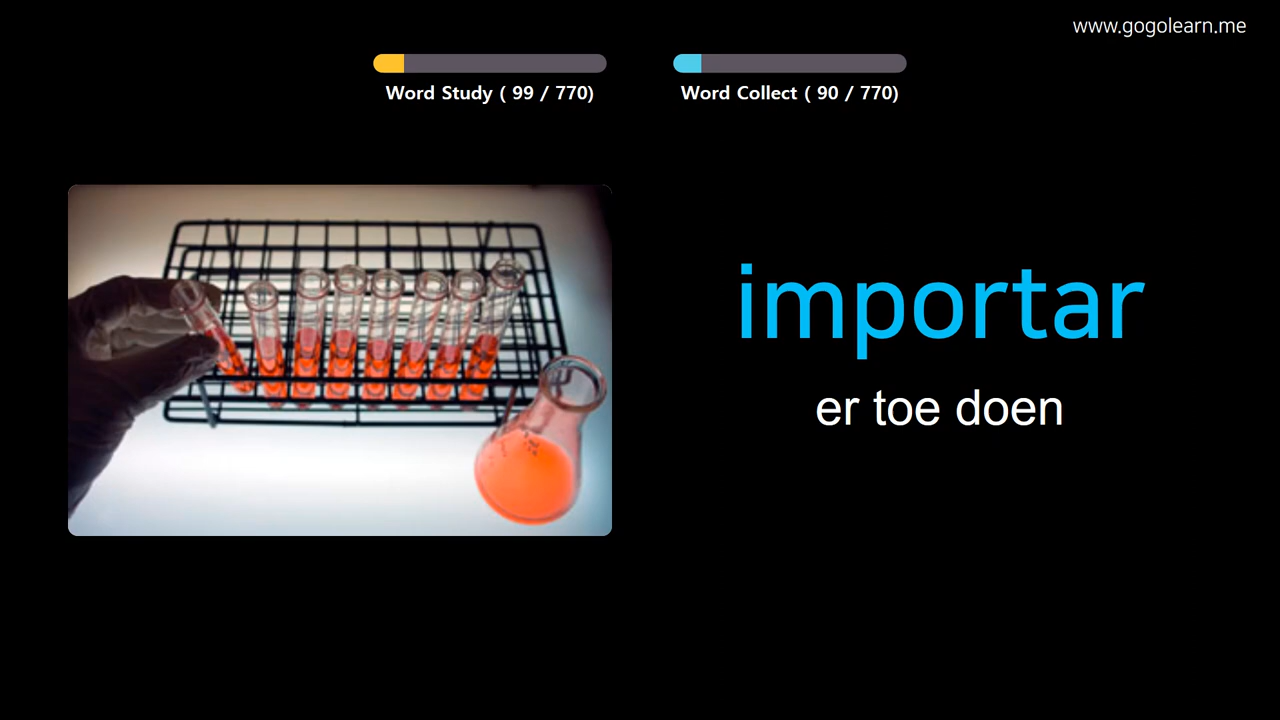 www.gogolearn.me
Word Study ( 99 / 770)
Word Collect ( 90 / 770)
importar
er toe doen